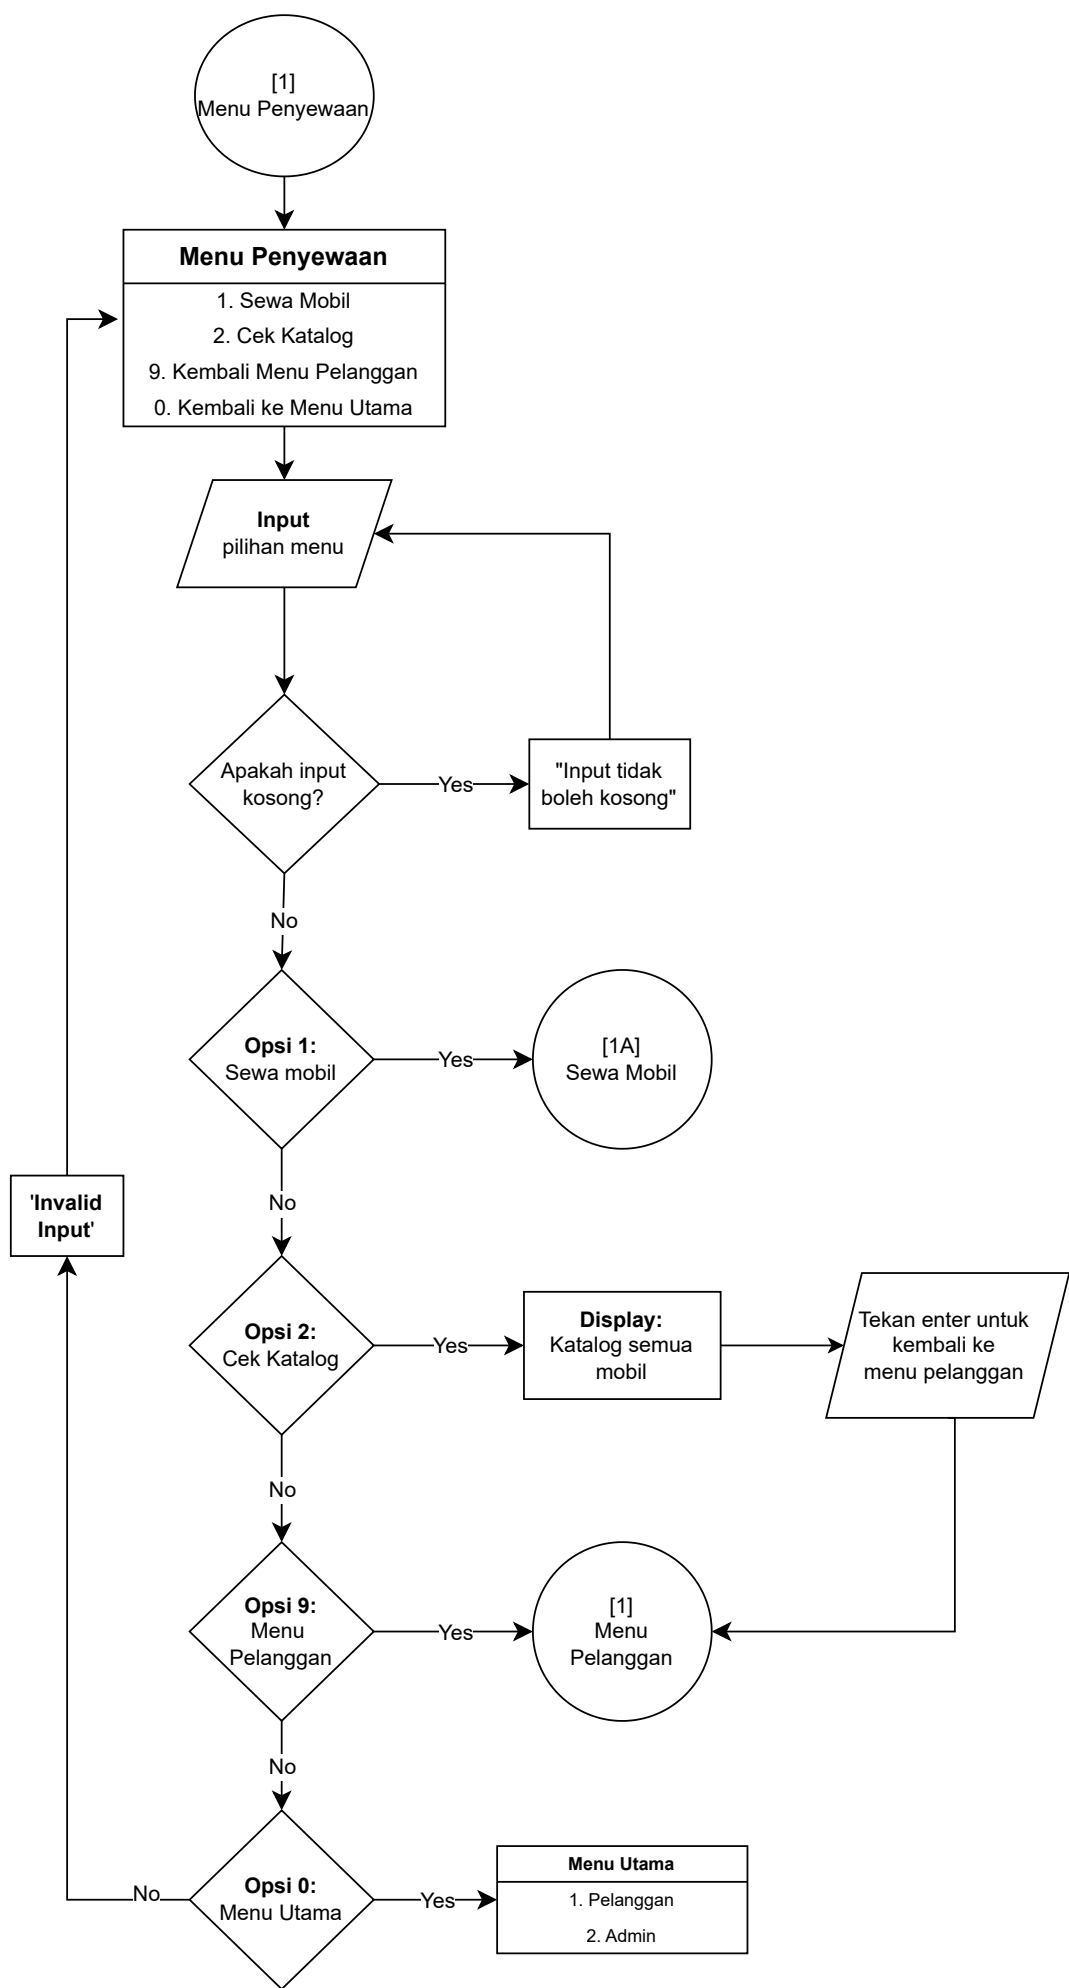 [1]
Menu Penyewaan
Menu Penyewaan
1. Sewa Mobil
2. Cek Katalog
9. Kembali Menu Pelanggan
0. Kembali ke Menu Utama
Input
pilihan menu
Apakah input
kosong?
Yes
"Input tidak
boleh kosong"
No
Opsi 1:
Sewa mobil
Yes
[1A]
Sewa Mobil
No
'Invalid
Input'
Opsi 2:
Cek Katalog
Yes
Display:
Katalog semua
mobil
Tekan enter untuk
kembali ke
menu pelanggan
No
Opsi 9:
Menu
Pelanggan
Yes
[1]
Menu
Pelanggan
No
Opsi 0:
Menu Utama
No
Yes
Menu Utama
1. Pelanggan
2. Admin